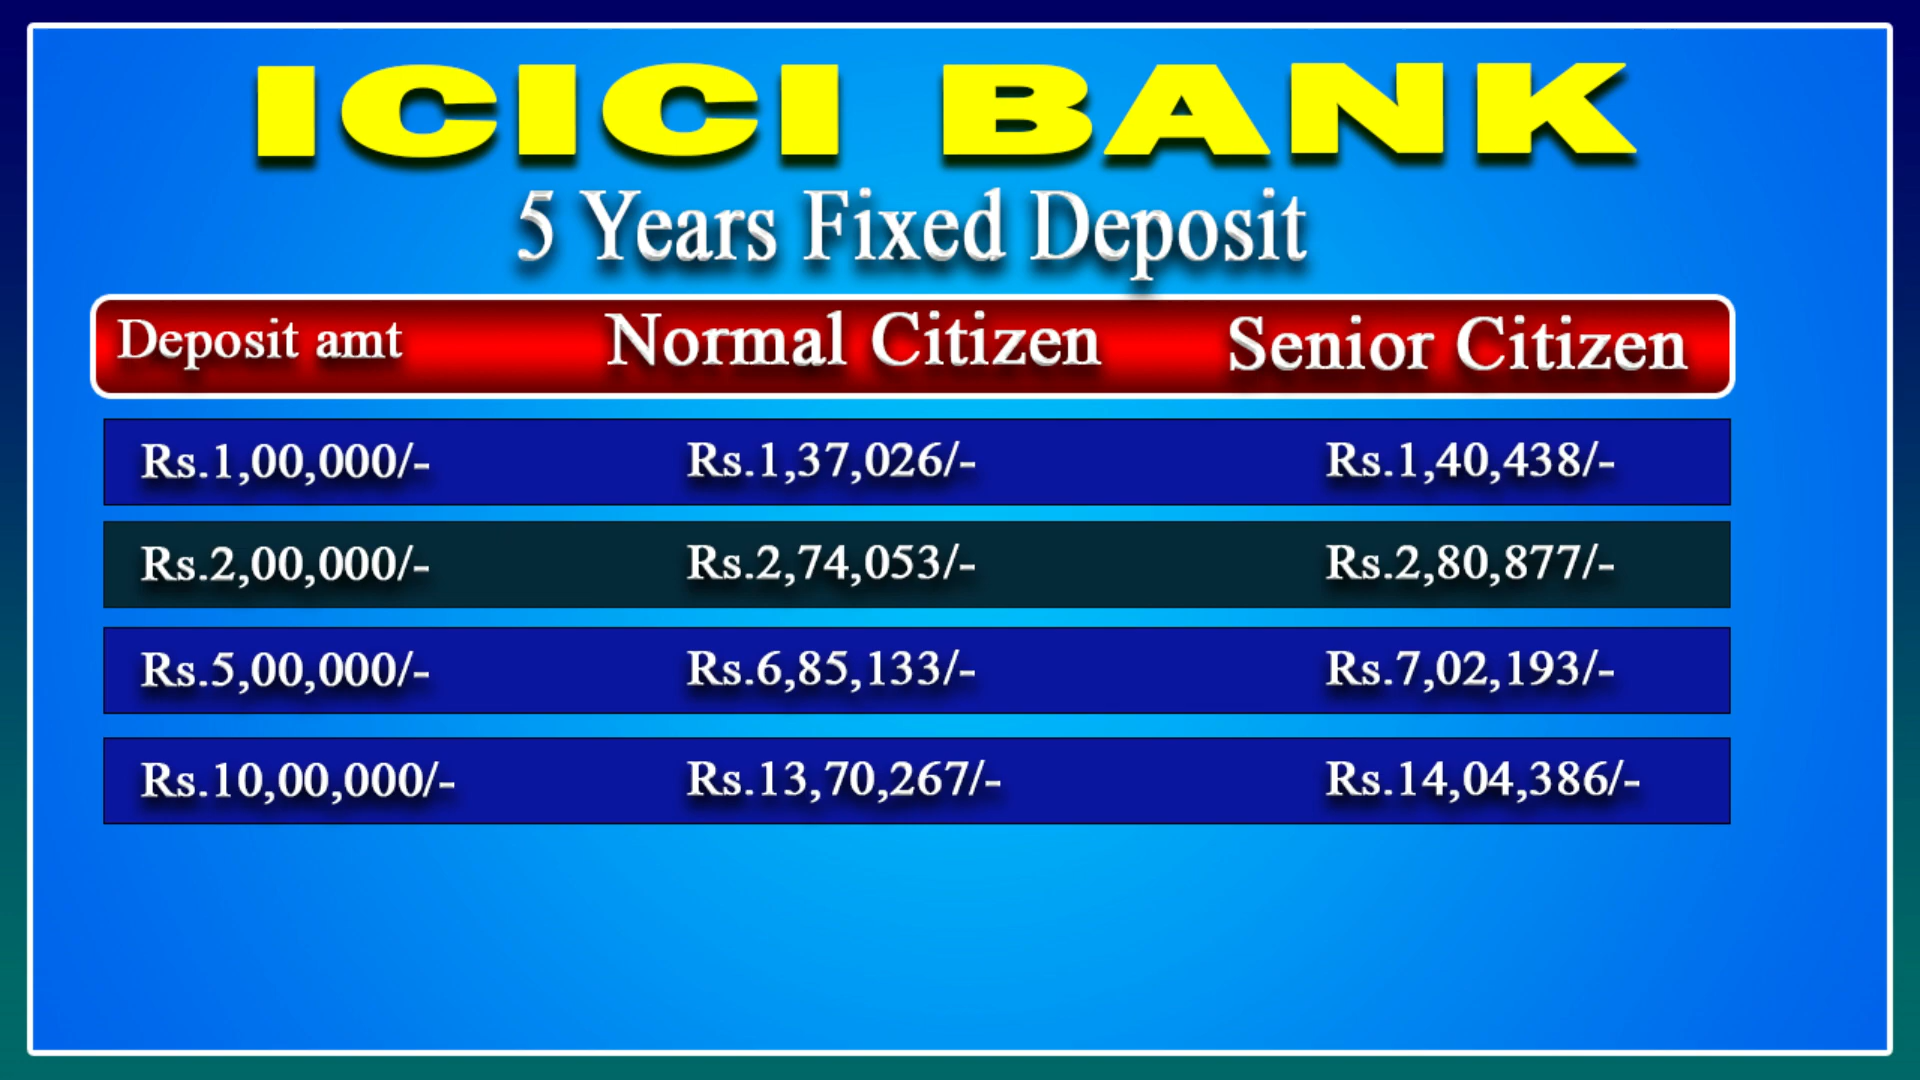 ICICI BANK
5 Years Fixed Deposit
Deposit amt Normal Citizen Senior Citizen
Rs.1,00,000/- Rs.1,37,026/- Rs.1,40,438/-
Rs.2,00,000/- Rs.2,74,053/- Rs.2,80,877/-
Rs.5,00,000/- Rs.6,85,133/- Rs.7,02,193/-
Rs.10,00,000/- Rs.13,70,267/- Rs.14,04,386/-